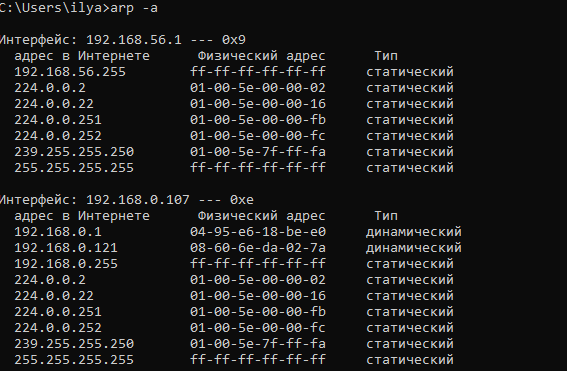 C:\Users\ilya>arp -a
Интерфейс: 192.168.56.1 --- 0x9
адрес в Интернете Физический адрес Тип
192.168.56.255 ff-ff-ff-ff-ff-ff статический
224.0.0.2 01-00-5e-00-00-02 статический
224.0.0.22 01-00-5e-00-00-16 статический
224.0.0.251 01-00-5e-00-00-fb статический
224.0.0.252 01-00-5e-00-00-fc статический
239.255.255.250 01-00-5e-7f-ff-fa статический
255.255.255.255 ff-ff-ff-ff-ff-ff статический
Интерфейс: 192.168.0.107 --- 0xe
адрес в Интернете Физический адрес Тип
192.168.0.1 04-95-e6-18-be-e0 динамический
192.168.0.121 08-60-6e-da-02-7a динамический
192.168.0.255 ff-ff-ff-ff-ff-ff статический
224.0.0.2 01-00-5e-00-00-02 статический
224.0.0.22 01-00-5e-00-00-16 статический
224.0.0.251 01-00-5e-00-00-fb статический
224.0.0.252 01-00-5e-00-00-fc статический
239.255.255.250 01-00-5e-7f-ff-fa статический
255.255.255.255 ff-ff-ff-ff-ff-ff статический